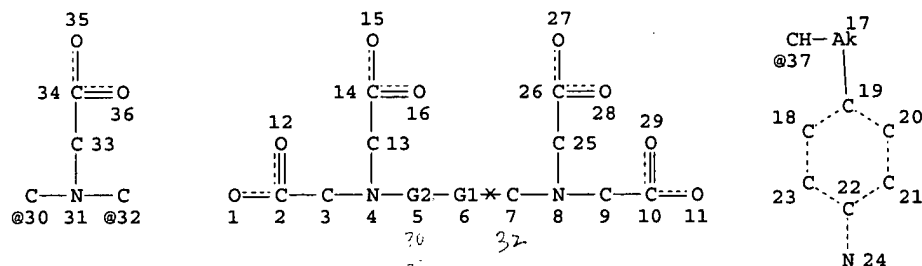 35 15 27 17
O O O CH-Ak
@37
34 C O 14 C O 26 C O 19
36 16 28 C
12 29 18 20
O C 33 C 13 C 25 O C C
C-N-C O C-C-N-G2-G1-C-N-C-C-O C C
@30 31 @32 1 2 3 4 5 6 7 8 9 10 11 23 22 21
C
30 32
N 24